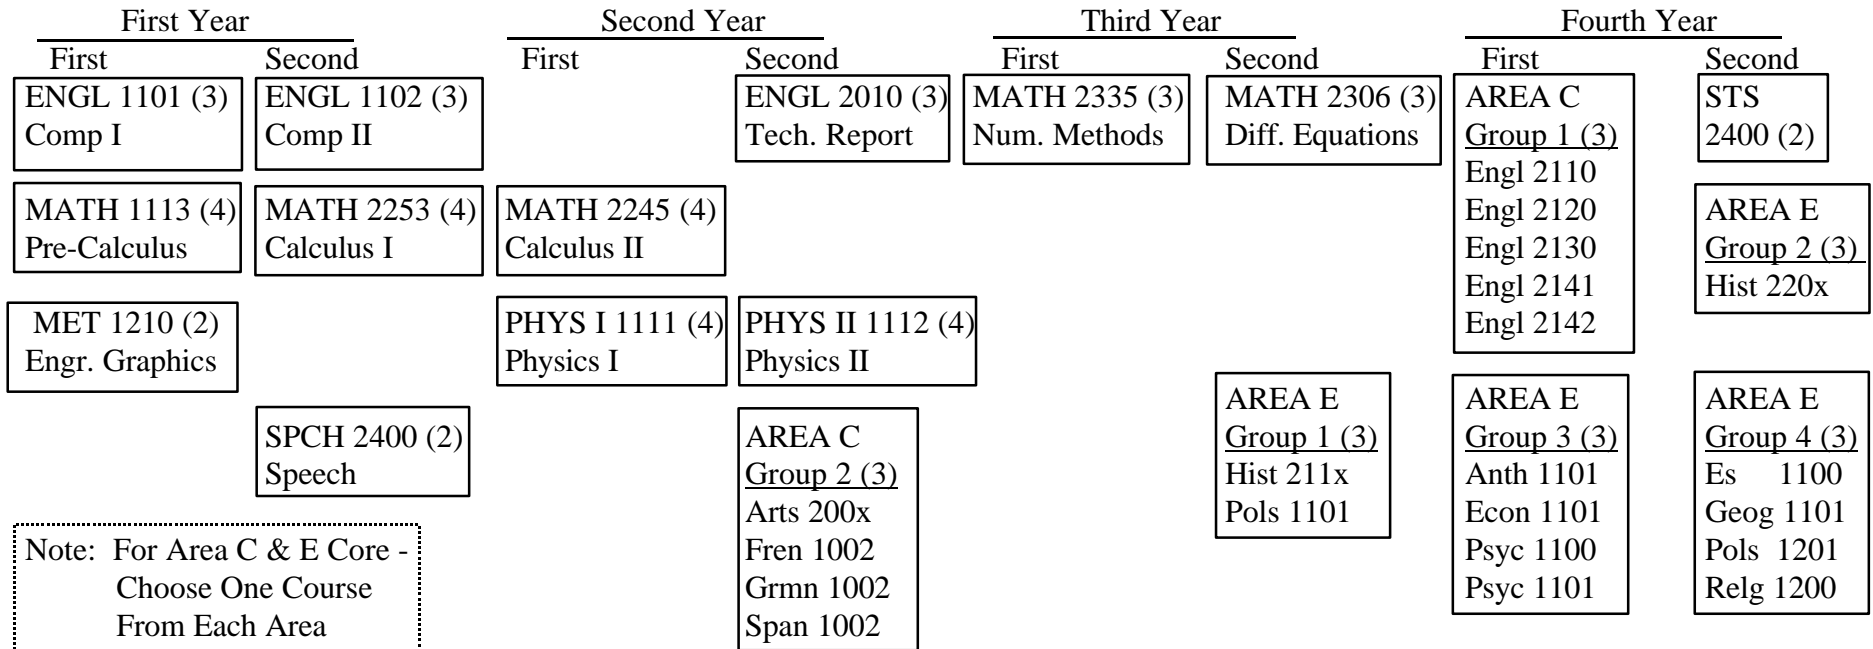 First Year
Second Year
Third Year
Fourth Year
First
Second
First
Second
First
Second
First
Second
ENGL 1101 (3)
Comp I
ENGL 1102 (3)
Comp II
ENGL 2010 (3)
Tech. Report
MATH 2335 (3)
Num. Methods
MATH 2306 (3)
Diff. Equations
AREA C
Group 1 (3)
Engl 2110
Engl 2120
Engl 2130
Engl 2141
Engl 2142
STS
2400 (2)
MATH 1113 (4)
Pre-Calculus
MATH 2253 (4)
Calculus I
MATH 2245 (4)
Calculus II
AREA E
Group 2 (3)
Hist 220x
MET 1210 (2)
Engr. Graphics
PHYS I 1111 (4)
Physics I
PHYS II 1112 (4)
Physics II
SPCH 2400 (2)
Speech
AREA C
Group 2 (3)
Arts 200x
Fren 1002
Grmn 1002
Span 1002
AREA E
Group 1 (3)
Hist 211x
Pols 1101
AREA E
Group 3 (3)
Anth 1101
Econ 1101
Psyc 1100
Psyc 1101
AREA E
Group 4 (3)
Es 1100
Geog 1101
Pols 1201
Relg 1200
Note: For Area C & E Core -
Choose One Course
From Each Area